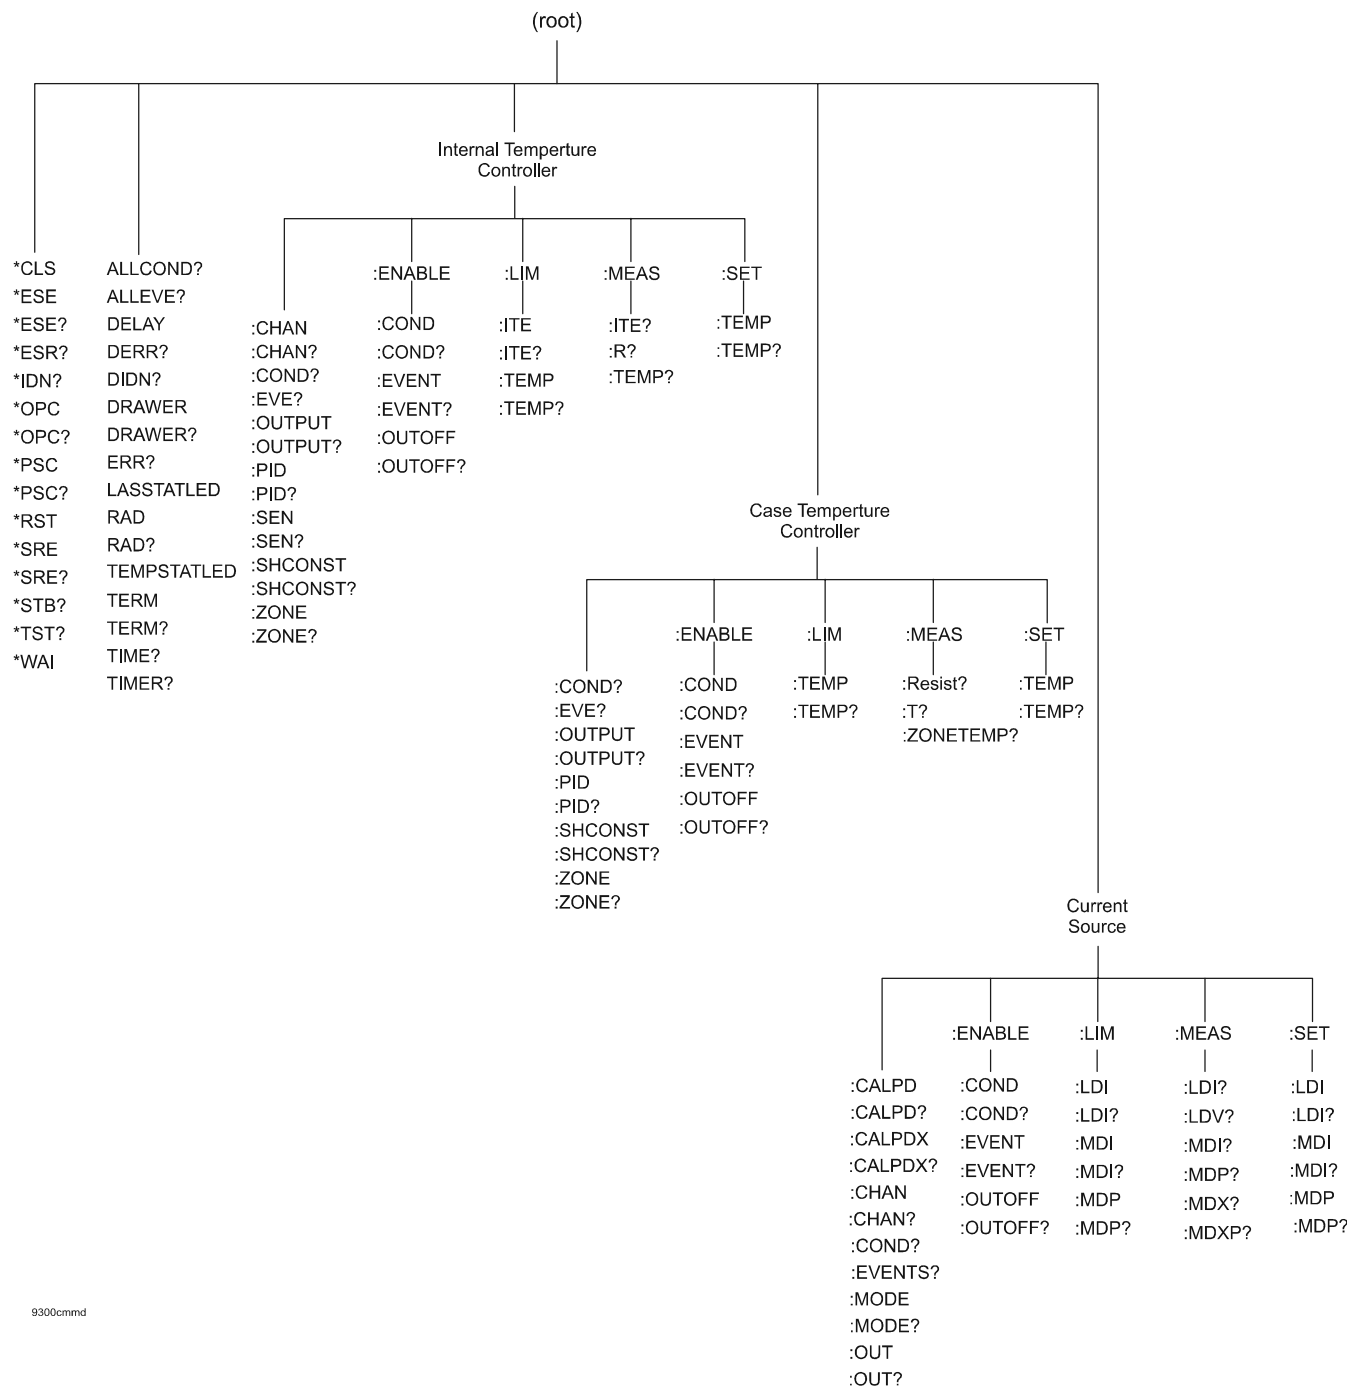 (root)
Internal Temperture
Controller
*CLS
*ESE
*ESE?
*ESR?
*IDN?
*OPC
*OPC?
*PSC
*PSC?
*RST
*SRE
*SRE?
*STB?
*TST?
*WAI
ALLCOND?
ALLEVE?
DELAY
DERR?
DIDN?
DRAWER
DRAWER?
ERR?
LASSTATLED
RAD
RAD?
TEMPSTATLED
TERM
TERM?
TIME?
TIMER?
:CHAN
:CHAN?
:COND?
:EVE?
:OUTPUT
:OUTPUT?
:PID
:PID?
:SEN
:SEN?
:SHCONST
:SHCONST?
:ZONE
:ZONE?
:ENABLE
:COND
:COND?
:EVENT
:EVENT?
:OUTOFF
:OUTOFF?
:LIM
:ITE
:ITE?
:TEMP
:TEMP?
:MEAS
:ITE?
:R?
:TEMP?
:SET
:TEMP
:TEMP?
Case Temperture
Controller
:COND?
:EVE?
:OUTPUT
:OUTPUT?
:PID
:PID?
:SHCONST
:SHCONST?
:ZONE
:ZONE?
:ENABLE
:COND
:COND?
:EVENT
:EVENT?
:OUTOFF
:OUTOFF?
:LIM
:TEMP
:TEMP?
:MEAS
:Resist?
:T?
:ZONETEMP?
:SET
:TEMP
:TEMP?
Current
Source
:CALPD
:CALPD?
:CALPDX
:CALPDX?
:CHAN
:CHAN?
:COND?
:EVENTS?
:MODE
:MODE?
:OUT
:OUT?
:ENABLE
:COND
:COND?
:EVENT
:EVENT?
:OUTOFF
:OUTOFF?
:LIM
:LDI
:LDI?
:MDI
:MDI?
:MDP
:MDP?
:MEAS
:LDI?
:LDV?
:MDI?
:MDP?
:MDX?
:MDXP?
:SET
:LDI
:LDI?
:MDI
:MDI?
:MDP
:MDP?
9300cmmd